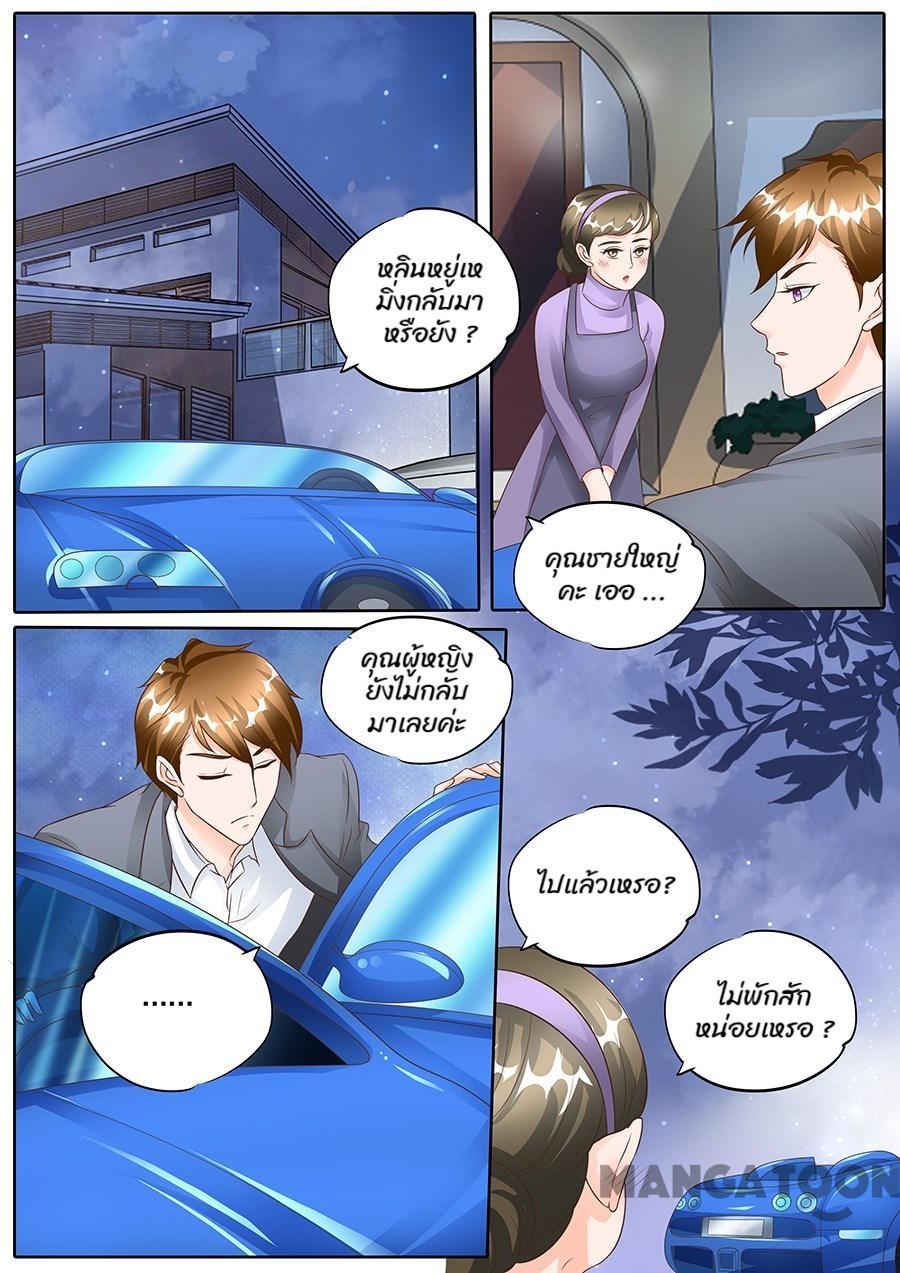 หลินหยู่เห
มิ่งกลับมา
หรือยัง ?
คุณชายใหญ่
คะ เออ ...
คุณผู้หญิง
ยังไม่กลับ
มาเลยค่ะ
......
ไปแล้วเหรอ?
ไม่พักสัก
หน่อยเหรอ ?
MANGATOON